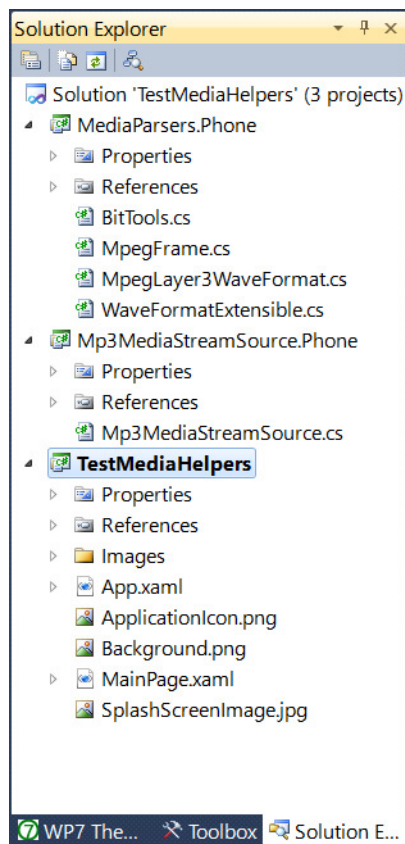 Solution Explorer
Solution 'TestMediaHelpers' (3 projects)
MediaParsers.Phone
Properties
References
BitTools.cs
MpegFrame.cs
MpegLayer3WaveFormat.cs
WaveFormatExtensible.cs
Mp3MediaStreamSource.Phone
Properties
References
Mp3MediaStreamSource.cs
TestMediaHelpers
Properties
References
Images
App.xaml
ApplicationIcon.png
Background.png
MainPage.xaml
SplashScreenImage.jpg
7 WP7 The... Toolbox Solution E...